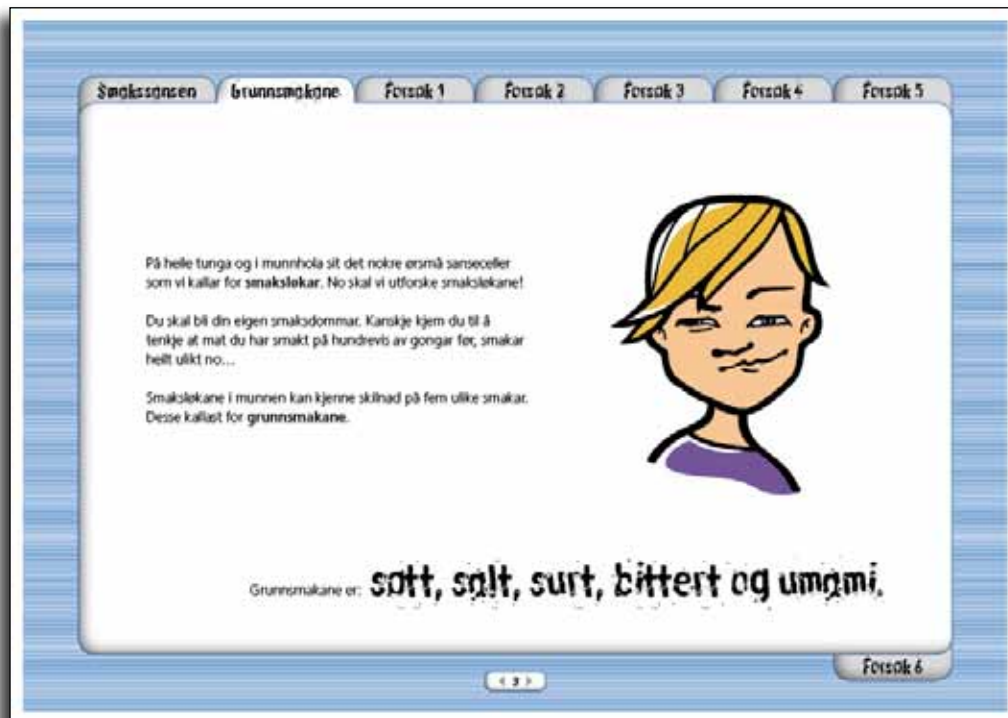 Smakssansen
Grunnsmakane
Forsøk 1
Forsøk 2
Forsøk 3
Forsøk 4
Forsøk 5
På heile tunga og i munnhola sit det nokre ørsmå sanseceller
som vi kallar for smaksløkar. No skal vi utforske smaksløkane!
Du skal bli din eigen smaksdommar. Kanskje kjem du til å
tenkje at mat du har smakt på hundrevis av gongar før, smakar
heilt ulikt no...
Smaksløkane i munnen kan kjenne skilnad på fem ulike smakar.
Desse kallast for grunnsmakane.
Grunnsmakane er: søtt, salt, surt, bittert og umami.
Forsøk 6
< 3 >